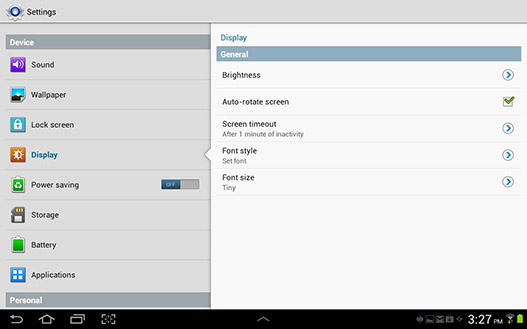 Settings
Device
Sound
Wallpaper
Lock screen
Display
Power saving
OFF
Storage
Battery
Applications
Personal
Display
General
Brightness
Auto-rotate screen
Screen timeout
After 1 minute of inactivity
Font style
Set font
Font size
Tiny
3:27 PM